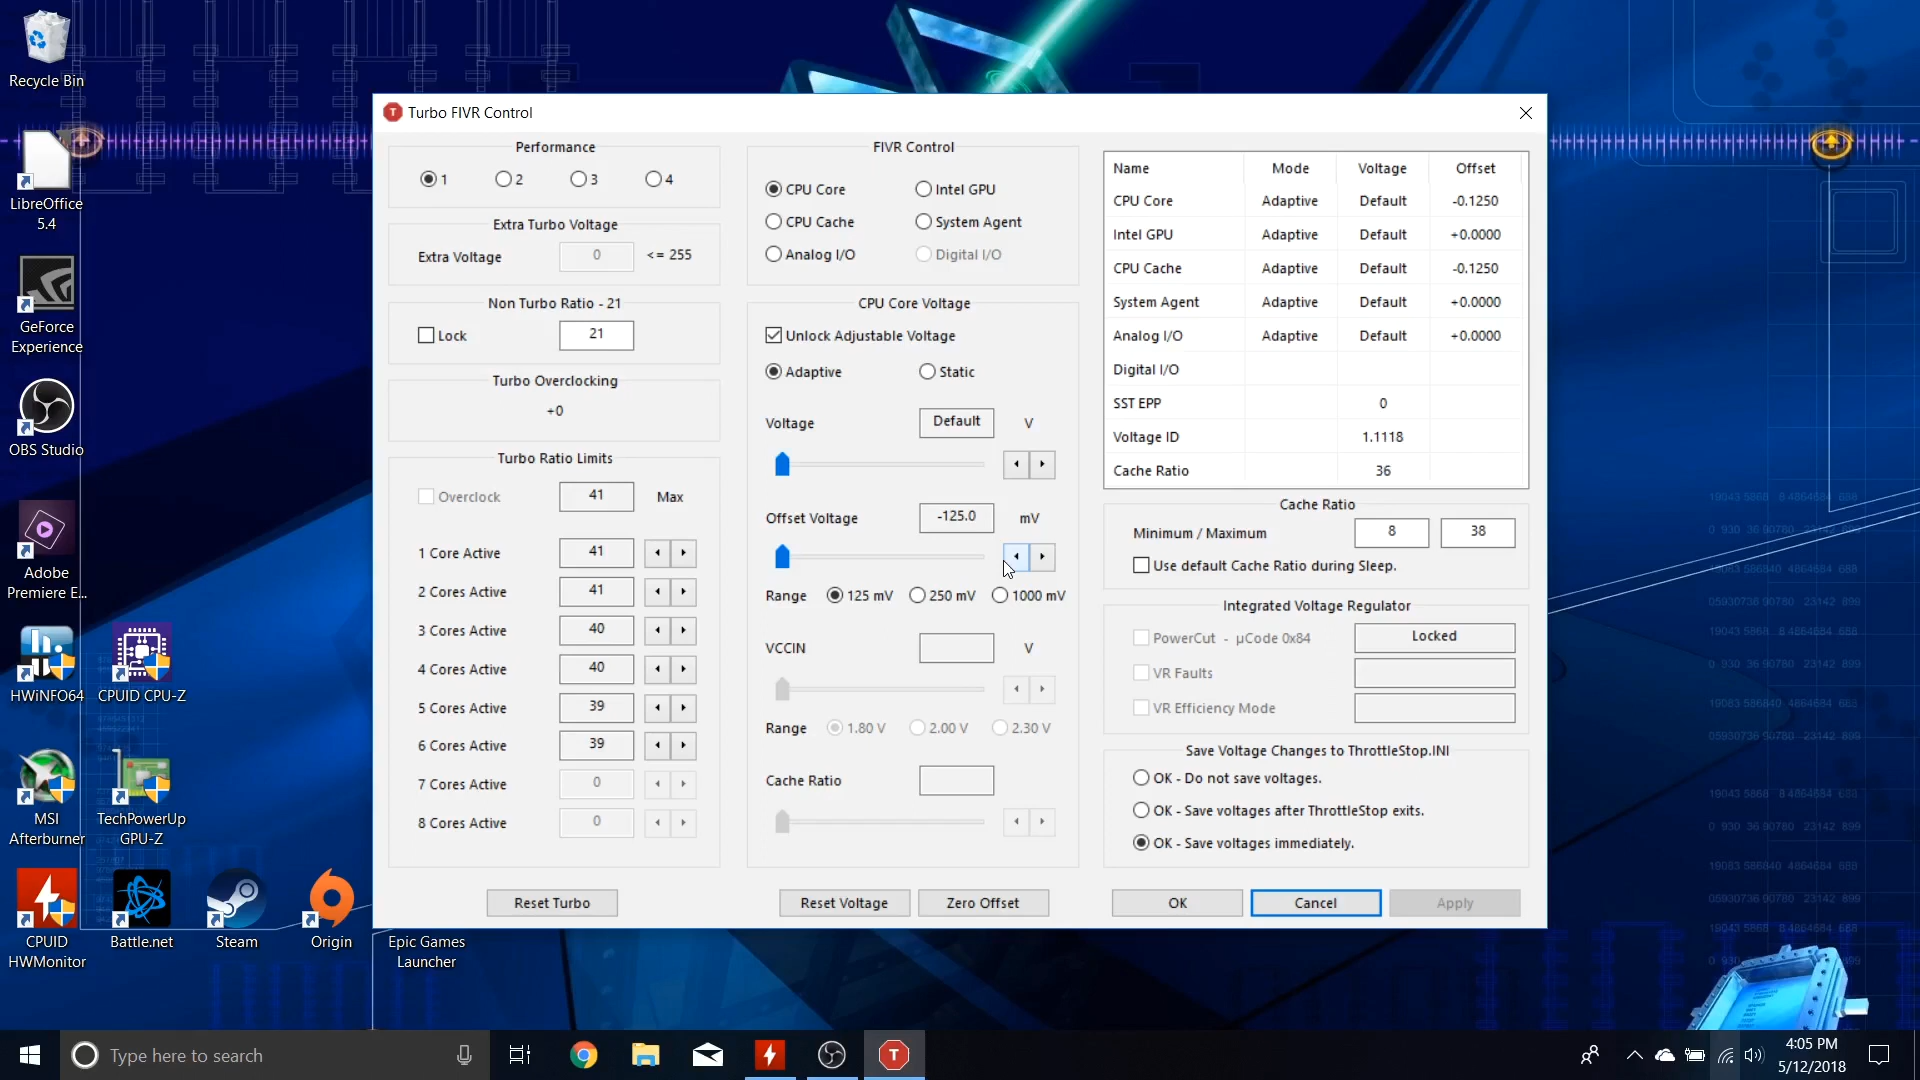 Recycle Bin
LibreOffice
5.4
GeForce
Experience
OBS Studio
Adobe
Premiere E...
HWiNFO64
CPUID CPU-Z
MSI
Afterburner
TechPowerUp
GPU-Z
CPUID
HWMonitor
Battle.net
Steam
Origin
Epic Games
Launcher
T Turbo FIVR Control
Performance
1 2 3 4
Extra Turbo Voltage
Extra Voltage 0 <= 255
Non Turbo Ratio - 21
Lock 21
Turbo Overclocking
+0
Turbo Ratio Limits
Overclock 41 Max
1 Core Active 41
2 Cores Active 41
3 Cores Active 40
4 Cores Active 40
5 Cores Active 39
6 Cores Active 39
7 Cores Active 0
8 Cores Active 0
Reset Turbo
FIVR Control
CPU Core Intel GPU
CPU Cache System Agent
Analog I/O Digital I/O
CPU Core Voltage
Unlock Adjustable Voltage
Adaptive Static
Voltage Default V
Offset Voltage -125.0 mV
Range 125 mV 250 mV 1000 mV
VCCIN V
Range 1.80 V 2.00 V 2.30 V
Cache Ratio
Reset Voltage Zero Offset
Name Mode Voltage Offset
CPU Core Adaptive Default -0.1250
Intel GPU Adaptive Default +0.0000
CPU Cache Adaptive Default -0.1250
System Agent Adaptive Default +0.0000
Analog I/O Adaptive Default +0.0000
Digital I/O
SST EPP 0
Voltage ID 1.1118
Cache Ratio 36
Cache Ratio
Minimum / Maximum 8 38
Use default Cache Ratio during Sleep.
Integrated Voltage Regulator
PowerCut - µCode 0x84 Locked
VR Faults
VR Efficiency Mode
Save Voltage Changes to ThrottleStop.INI
OK - Do not save voltages.
OK - Save voltages after ThrottleStop exits.
OK - Save voltages immediately.
OK Cancel Apply
Type here to search
T
4:05 PM
5/12/2018